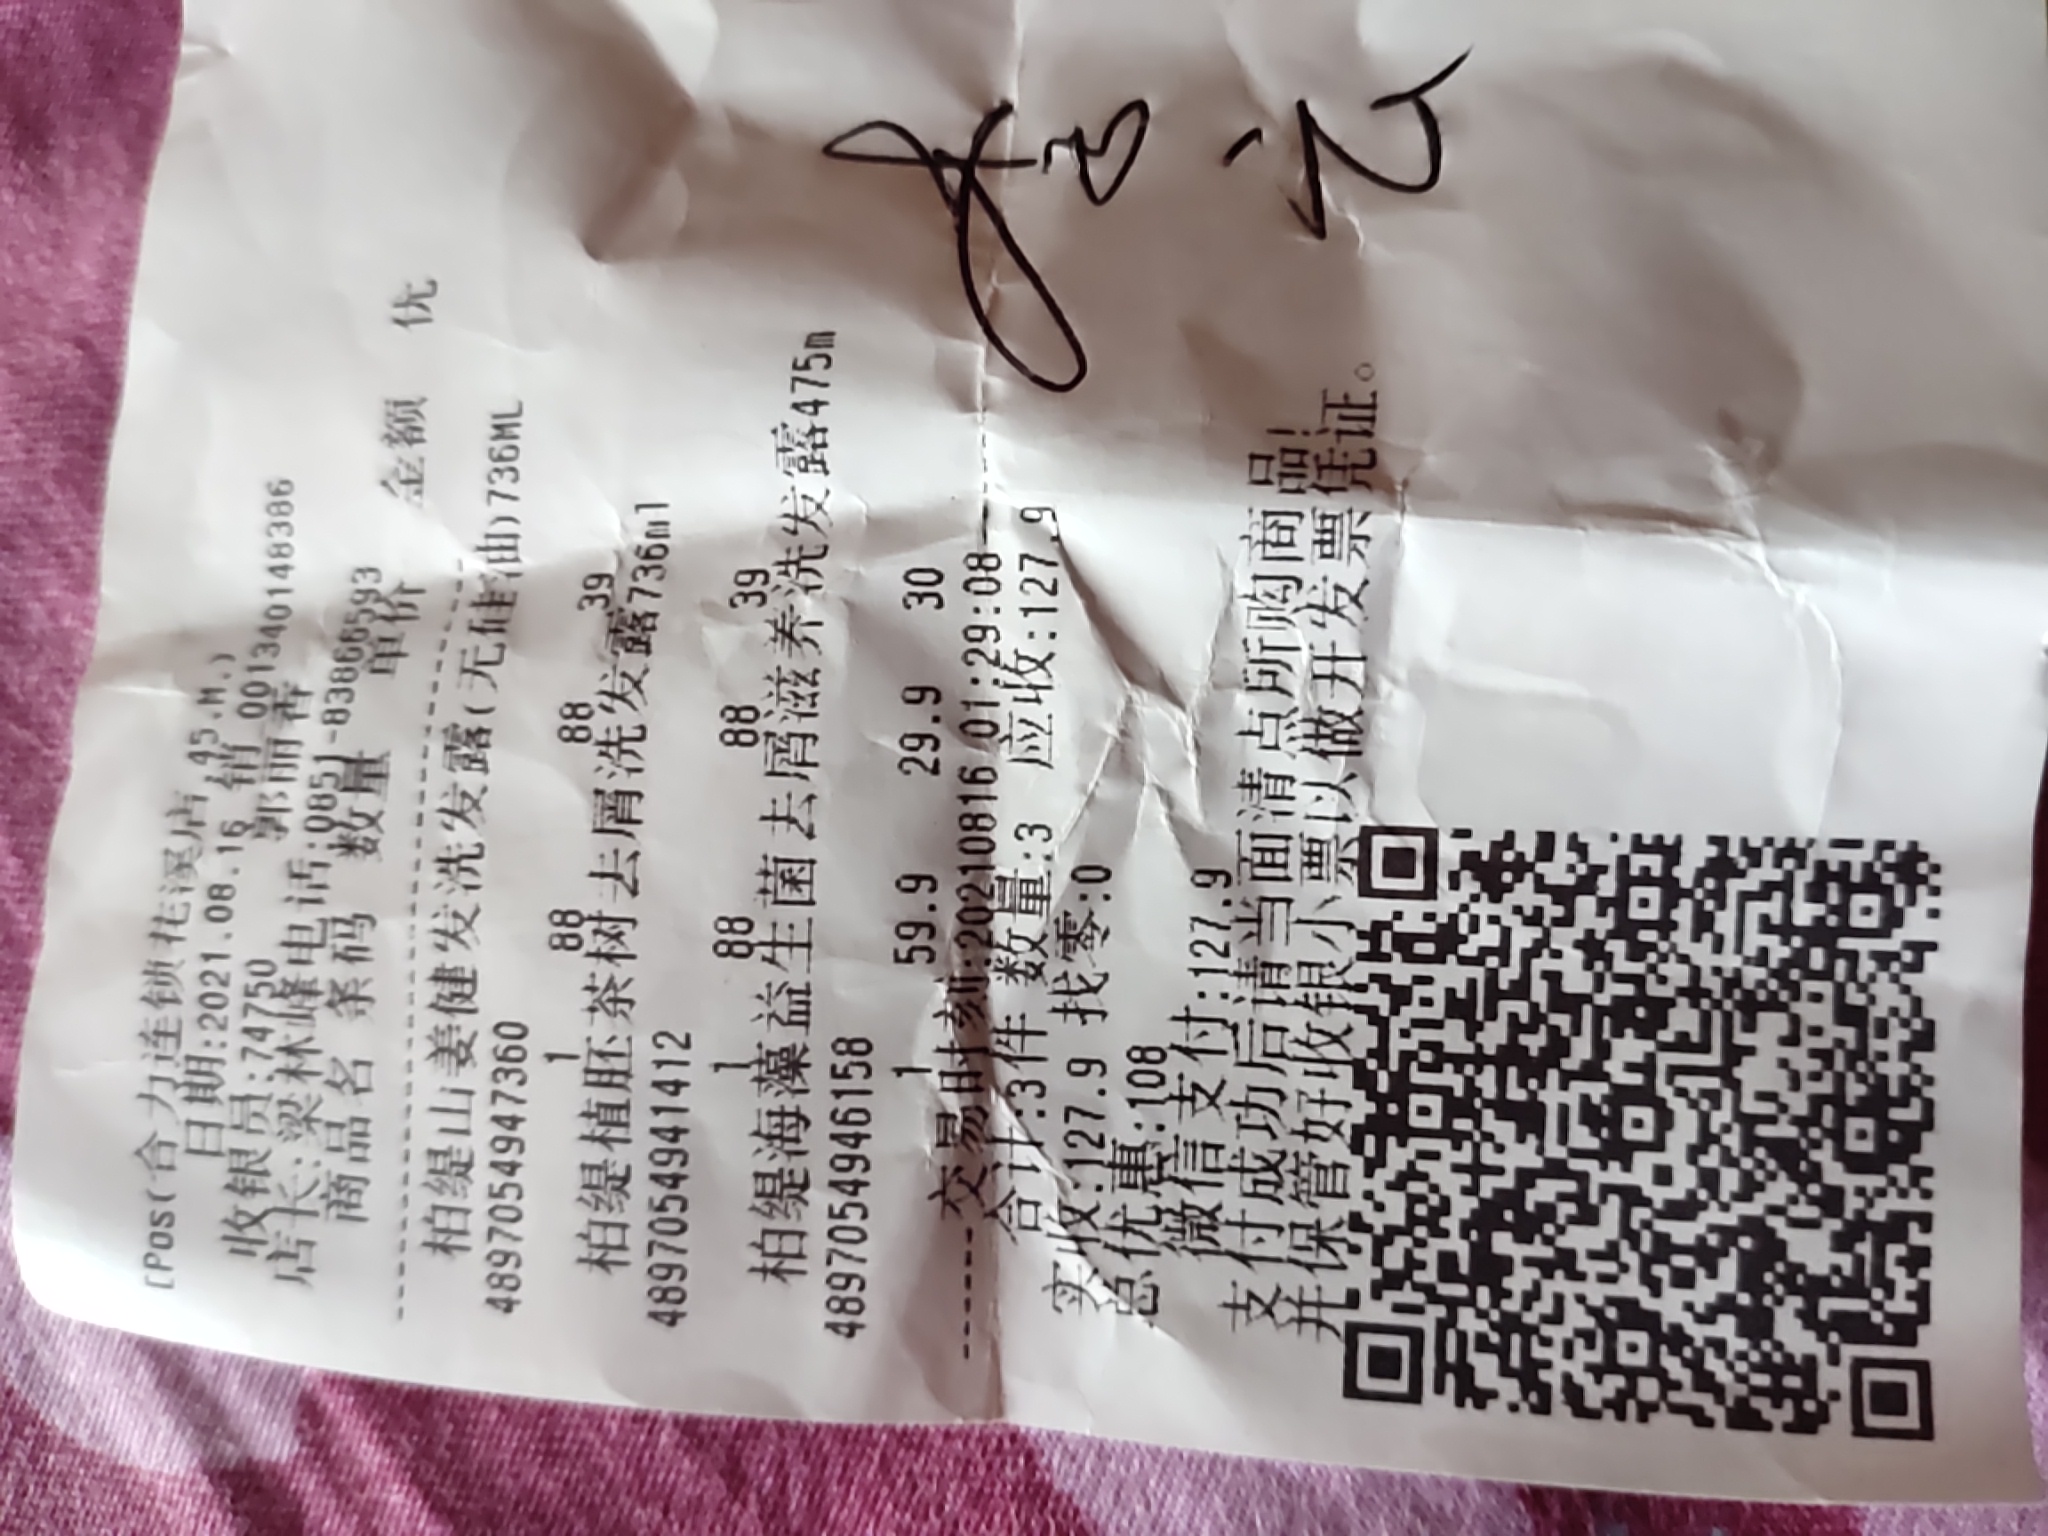 [Pos(合力连锁花溪店,45.M.)
日期:2021.08.16 销 0013401483​86
收银员:74750 郭丽春
店长:梁林峰电话:0851-83866593
商品名 条码 数量 单价 金额 优
柏缇山姜健发洗发露(无硅油)736ML
4897054947360
1 88 88 39
柏缇植胚茶树去屑洗发露736ml
4897054941412
1 88 88 39
柏缇海藻益生菌去屑滋养洗发露475m
4897054946158
1 59.9 29.9 30
------交易时刻:20210816 01:29:08------
合计:3件 数量:3 应收:127.9
实收:127.9 找零:0
总优惠:108
微信支付:127.9
支付成功后请当面清点所购商品!
并保管好收银小票以做开发票凭证。